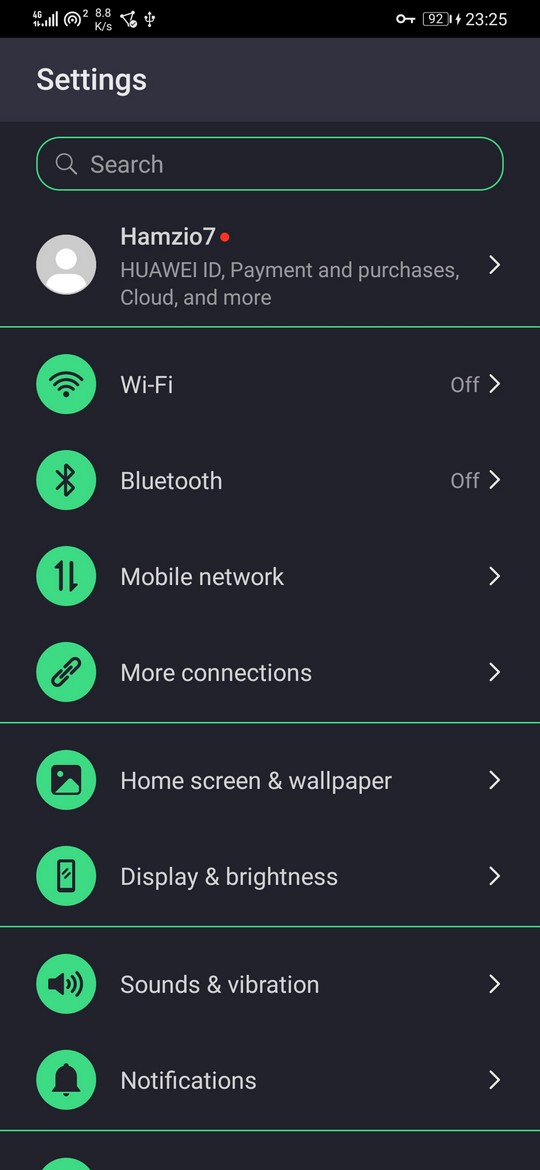 4G 2 8.8 K/s 92 23:25
Settings
Search
Hamzio7
HUAWEI ID, Payment and purchases,
Cloud, and more
Wi-Fi Off
Bluetooth Off
Mobile network
More connections
Home screen & wallpaper
Display & brightness
Sounds & vibration
Notifications